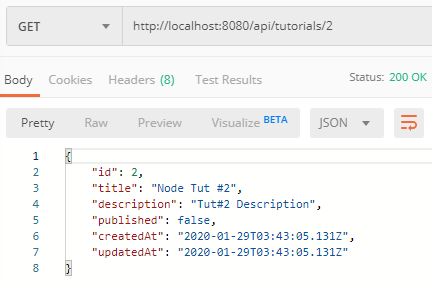 GET http://localhost:8080/api/tutorials/2
Body Cookies Headers (8) Test Results Status: 200 OK
Pretty Raw Preview Visualize BETA JSON
1 {
2 "id": 2,
3 "title": "Node Tut #2",
4 "description": "Tut#2 Description",
5 "published": false,
6 "createdAt": "2020-01-29T03:43:05.131Z",
7 "updatedAt": "2020-01-29T03:43:05.131Z"
8 }